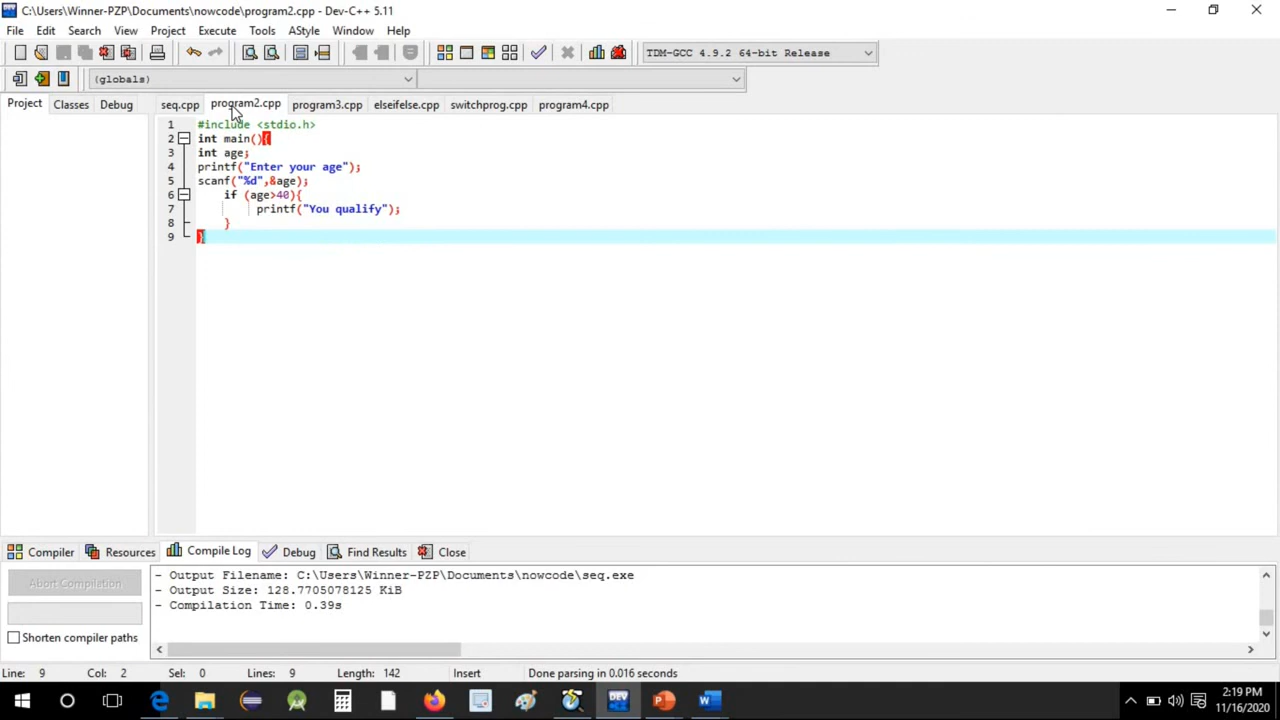 C:\Users\Winner-PZP\Documents\nowcode\program2.cpp - Dev-C++ 5.11
File Edit Search View Project Execute Tools AStyle Window Help
TDM-GCC 4.9.2 64-bit Release
(globals)
Project Classes Debug seq.cpp program2.cpp program3.cpp elseifelse.cpp switchprog.cpp program4.cpp
1 #include <stdio.h>
2 int main(){
3 int age;
4 printf("Enter your age");
5 scanf("%d",&age);
6 if (age>40){
7 printf("You qualify");
8 }
9 }
Compiler Resources Compile Log Debug Find Results Close
Abort Compilation
Shorten compiler paths
- Output Filename: C:\Users\Winner-PZP\Documents\nowcode\seq.exe
- Output Size: 128.7705078125 KiB
- Compilation Time: 0.39s
Line: 9 Col: 2 Sel: 0 Lines: 9 Length: 142 Insert Done parsing in 0.016 seconds
DEV
2:19 PM
11/16/2020